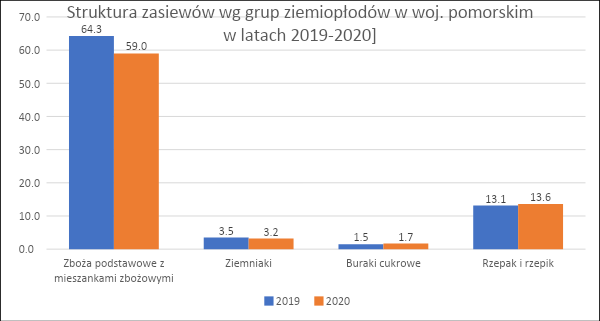 Struktura zasiewów wg grup ziemiopłodów w woj. pomorskim
w latach 2019-2020]
70.0
60.0
50.0
40.0
30.0
20.0
10.0
0.0
64.3
59.0
3.5
3.2
1.5
1.7
13.1
13.6
Zboża podstawowe z
mieszankami zbożowymi
Ziemniaki
Buraki cukrowe
Rzepak i rzepik
2019
2020